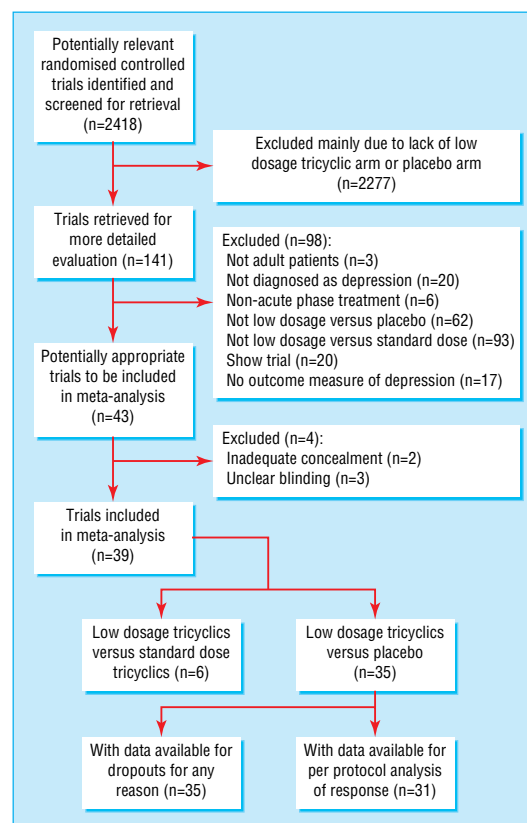 Potentially relevant
randomised controlled
trials identified and
screened for retrieval
(n=2418)
Excluded mainly due to lack of low
dosage tricyclic arm or placebo arm
(n=2277)
Trials retrieved for
more detailed
evaluation (n=141)
Excluded (n=98):
Not adult patients (n=3)
Not diagnosed as depression (n=20)
Non-acute phase treatment (n=6)
Not low dosage versus placebo (n=62)
Not low dosage versus standard dose (n=93)
Show trial (n=20)
No outcome measure of depression (n=17)
Potentially appropriate
trials to be included
in meta-analysis
(n=43)
Excluded (n=4):
Inadequate concealment (n=2)
Unclear blinding (n=3)
Trials included
in meta-analysis
(n=39)
Low dosage tricyclics
versus standard dose
tricyclics (n=6)
Low dosage tricyclics
versus placebo
(n=35)
With data available for
dropouts for any
reason (n=35)
With data available for
per protocol analysis
of response (n=31)